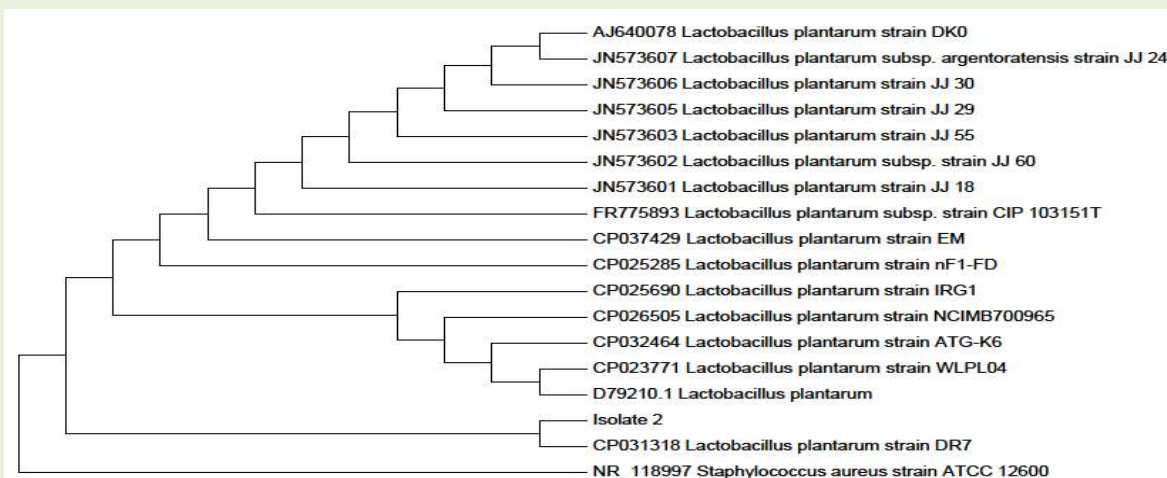 AJ640078 Lactobacillus plantarum strain DK0
JN573607 Lactobacillus plantarum subsp. argentoratensis strain JJ 24
JN573606 Lactobacillus plantarum strain JJ 30
JN573605 Lactobacillus plantarum strain JJ 29
JN573603 Lactobacillus plantarum strain JJ 55
JN573602 Lactobacillus plantarum subsp. strain JJ 60
JN573601 Lactobacillus plantarum strain JJ 18
FR775893 Lactobacillus plantarum subsp. strain CIP 103151T
CP037429 Lactobacillus plantarum strain EM
CP025285 Lactobacillus plantarum strain nF1-FD
CP025690 Lactobacillus plantarum strain IRG1
CP026505 Lactobacillus plantarum strain NCIMB700965
CP032464 Lactobacillus plantarum strain ATG-K6
CP023771 Lactobacillus plantarum strain WLPL04
D79210.1 Lactobacillus plantarum
Isolate 2
CP031318 Lactobacillus plantarum strain DR7
NR 118997 Staphylococcus aureus strain ATCC 12600